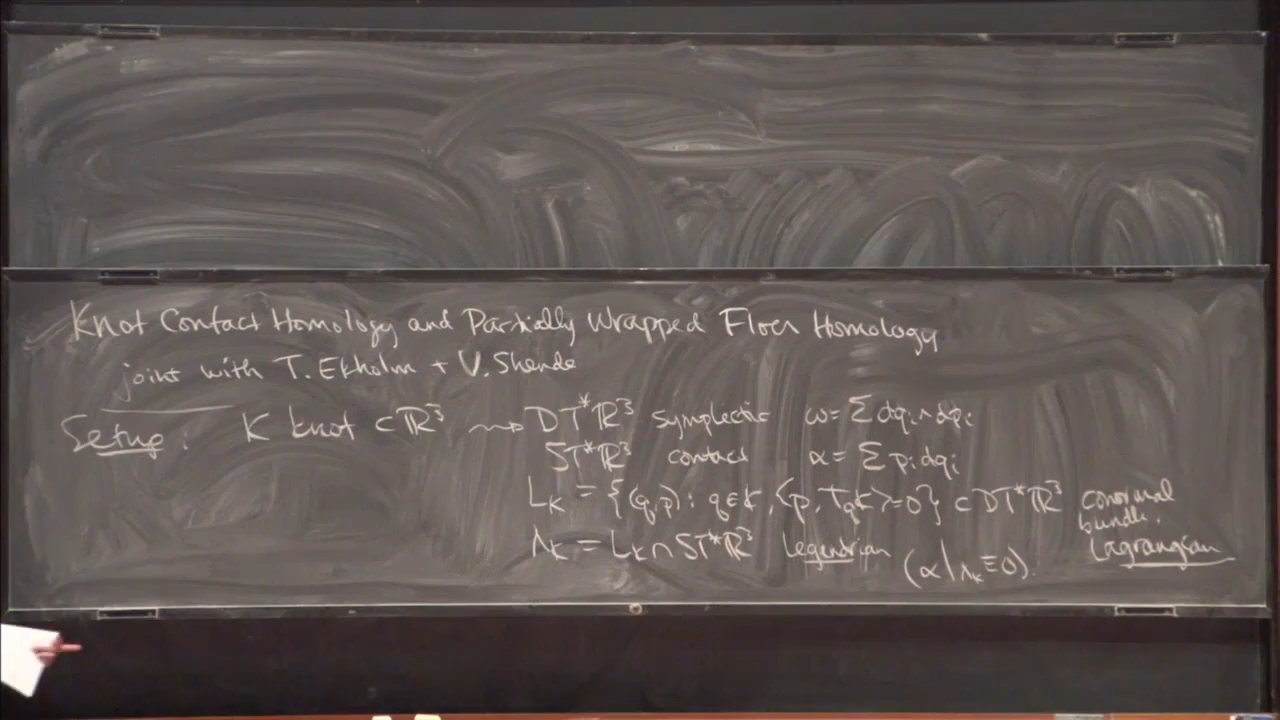 Knot Contact Homology and Partially Wrapped Floer Homology
joint with T. Ekholm + V. Shende
Setup: K knot ⊂ ℝ³ ⇝ DT*ℝ³ symplectic ω = Σ dqᵢ∧dpᵢ
ST*ℝ³ contact α = Σ pᵢdqᵢ
L_K = {(q,p): q∈K, ⟨p, T_qK⟩=0} ⊂ DT*ℝ³ conormal bundle, Lagrangian
Λ_K = L_K ∩ ST*ℝ³ Legendrian (α|Λ_K ≡ 0).